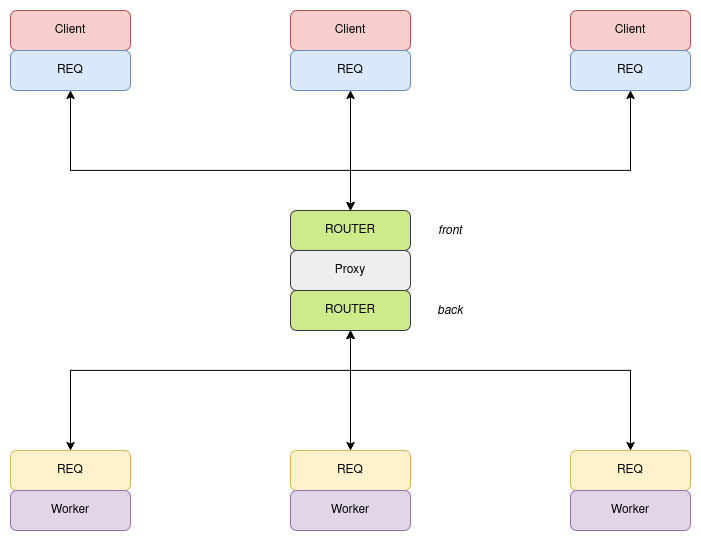 Client
Client
Client
REQ
REQ
REQ
ROUTER
front
Proxy
ROUTER
back
REQ
REQ
REQ
Worker
Worker
Worker